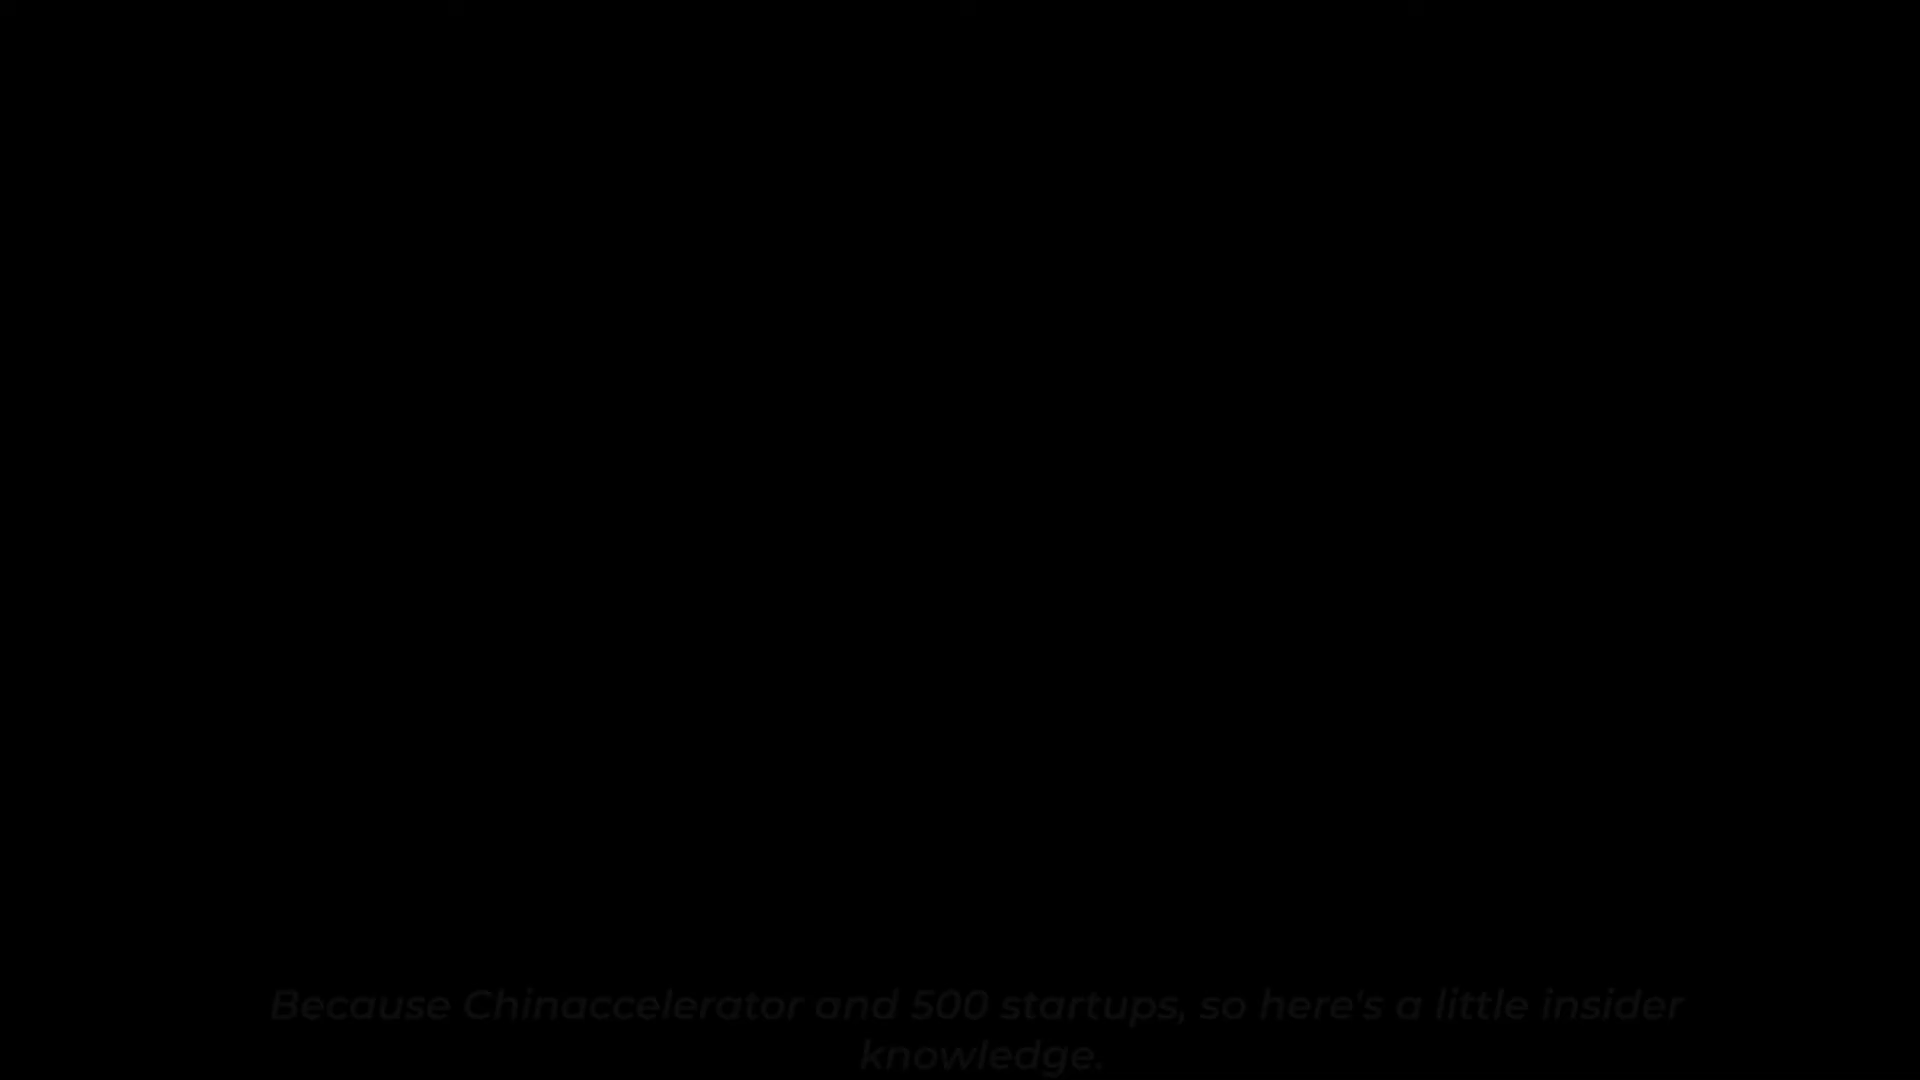 Because Chinaccelerator and 500 startups, so here's a little insider
knowledge.